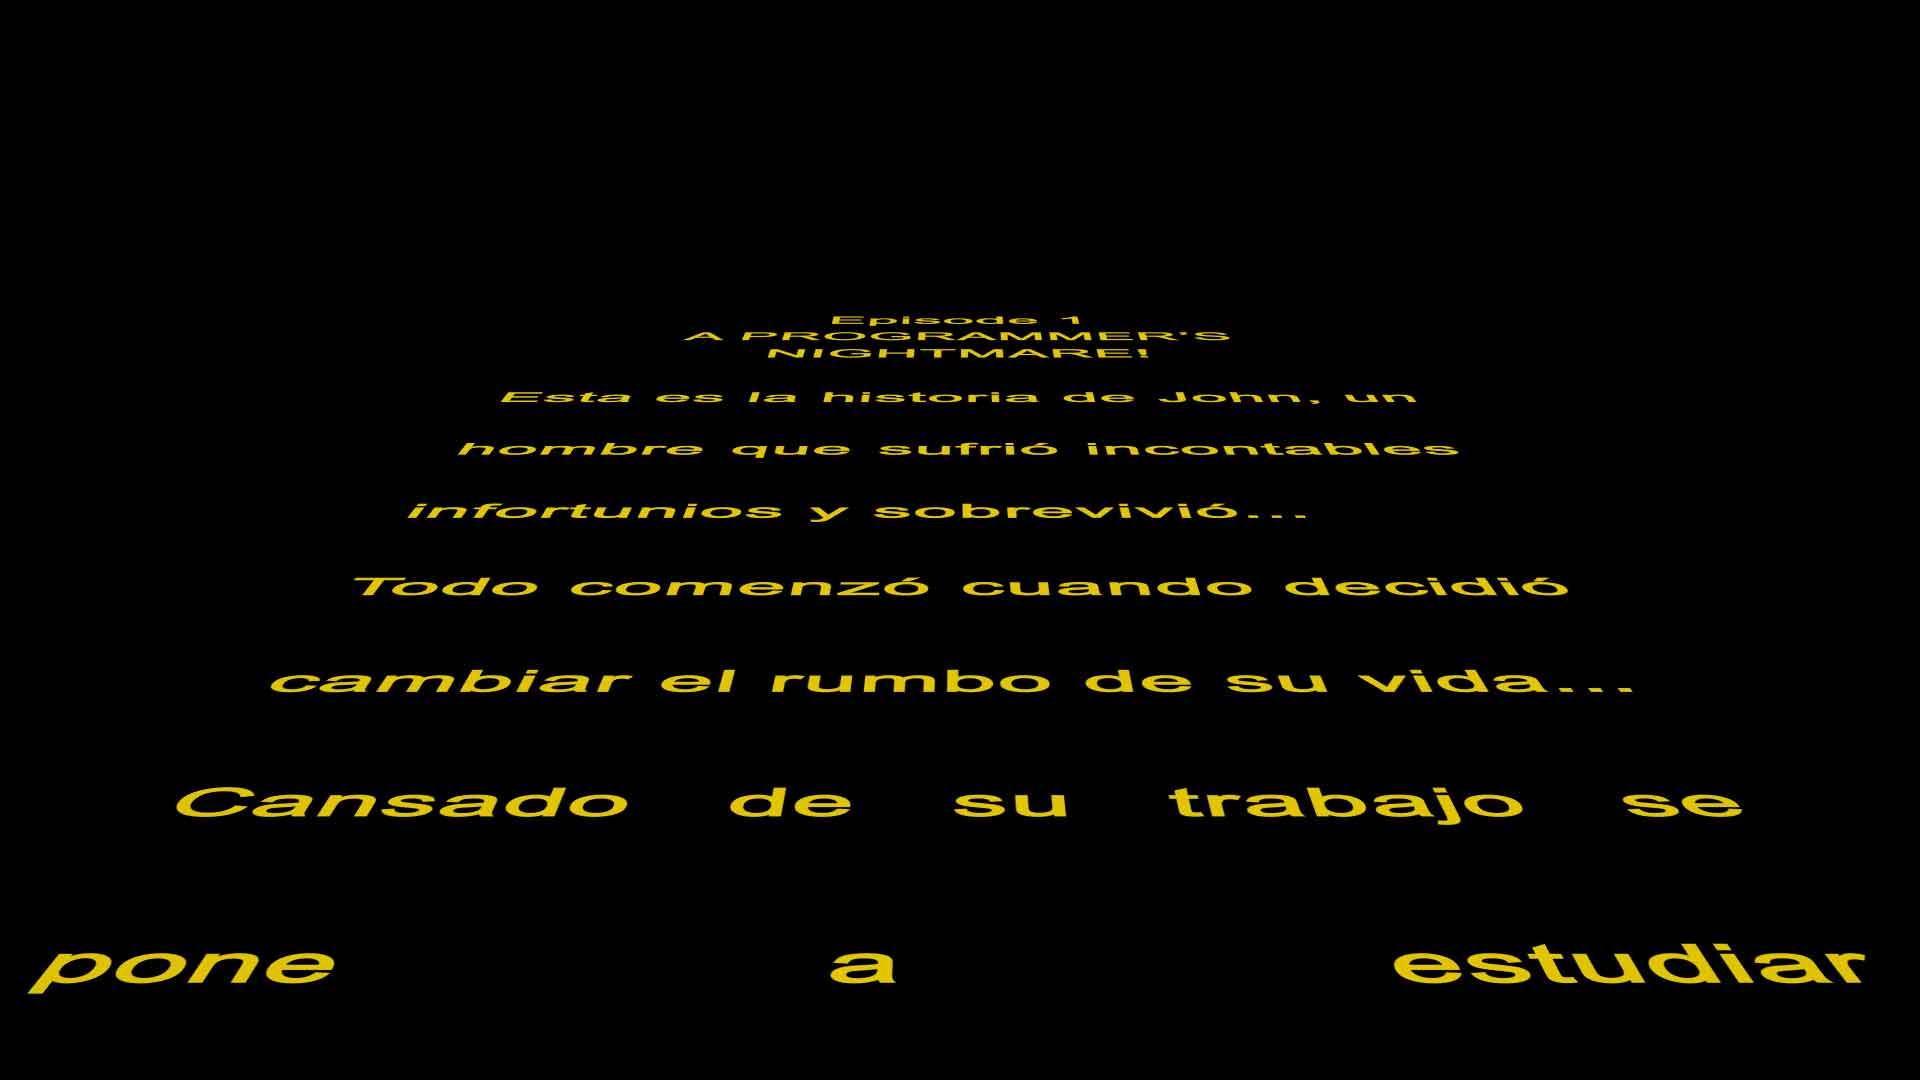 Episode 1
A PROGRAMMER'S
NIGHTMARE!
Esta es la historia de John, un
hombre que sufrió incontables
infortunios y sobrevivió...
Todo comenzó cuando decidió
cambiar el rumbo de su vida...
Cansado de su trabajo se
pone a estudiar